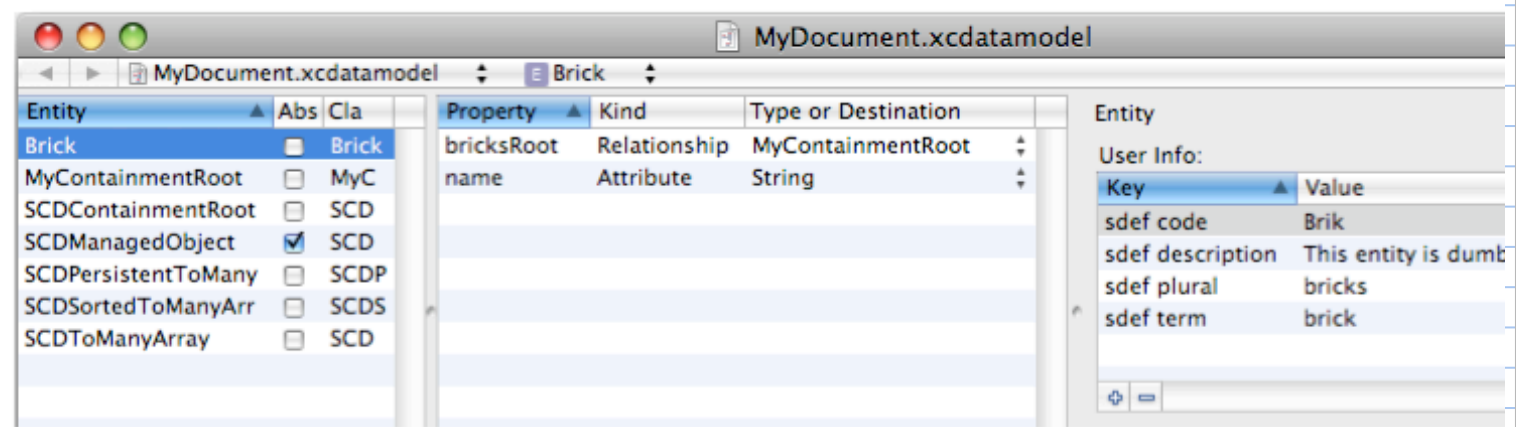 MyDocument.xcdatamodel
MyDocument.xcdatamodel Brick
Entity Abs Cla
Brick Brick
MyContainmentRoot MyC
SCDContainmentRoot SCD
SCDManagedObject SCD
SCDPersistentToMany SCDP
SCDSortedToManyArr SCDS
SCDToManyArray SCD
Property Kind Type or Destination
bricksRoot Relationship MyContainmentRoot
name Attribute String
Entity
User Info:
Key Value
sdef code Brik
sdef description This entity is dumb
sdef plural bricks
sdef term brick